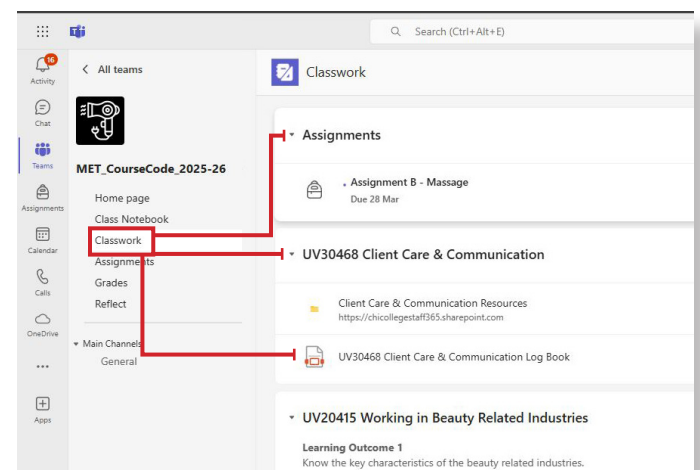 Search (Ctrl+Alt+E)
16
Activity
Chat
Teams
Assignments
Calendar
Calls
OneDrive
Apps
All teams
MET_CourseCode_2025-26
Home page
Class Notebook
Classwork
Assignments
Grades
Reflect
Main Channels
General
Classwork
Assignments
Assignment B - Massage
Due 28 Mar
UV30468 Client Care & Communication
Client Care & Communication Resources
https://chicollegestaff365.sharepoint.com
UV30468 Client Care & Communication Log Book
UV20415 Working in Beauty Related Industries
Learning Outcome 1
Know the key characteristics of the beauty related industries.